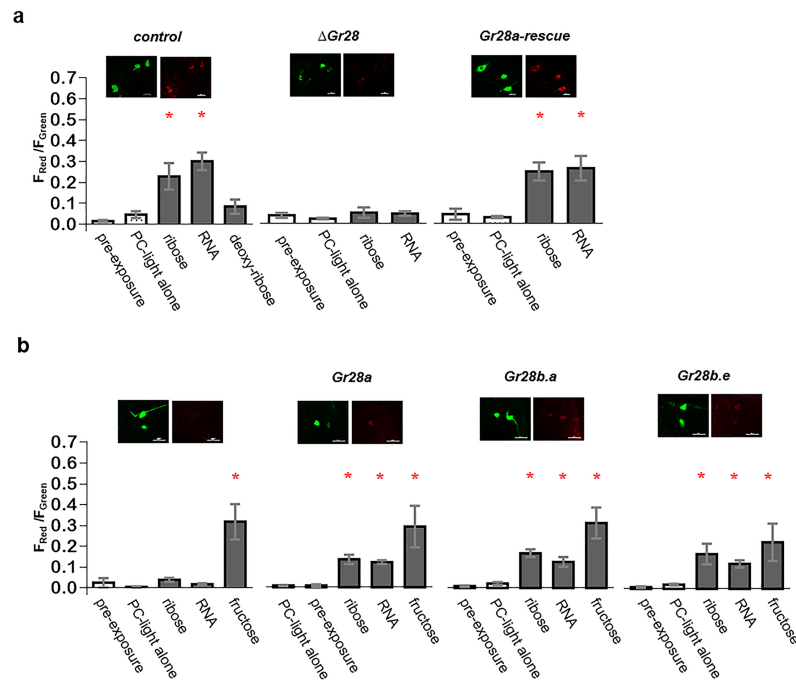 a
control
ΔGr28
Gr28a-rescue
F Red /F Green
0.7
0.6
0.5
0.4
0.3
0.2
0.1
0.0
* * * *
pre-exposure PC-light alone ribose RNA deoxy-ribose pre-exposure PC-light alone ribose RNA pre-exposure PC-light alone ribose RNA
b
Gr28a
Gr28b.a
Gr28b.e
F Red /F Green
0.7
0.6
0.5
0.4
0.3
0.2
0.1
0.0
* * * * * * * * * *
pre-exposure PC-light alone ribose RNA fructose PC-light alone pre-exposure ribose RNA fructose pre-exposure PC-light alone ribose RNA fructose pre-exposure PC-light alone ribose RNA fructose